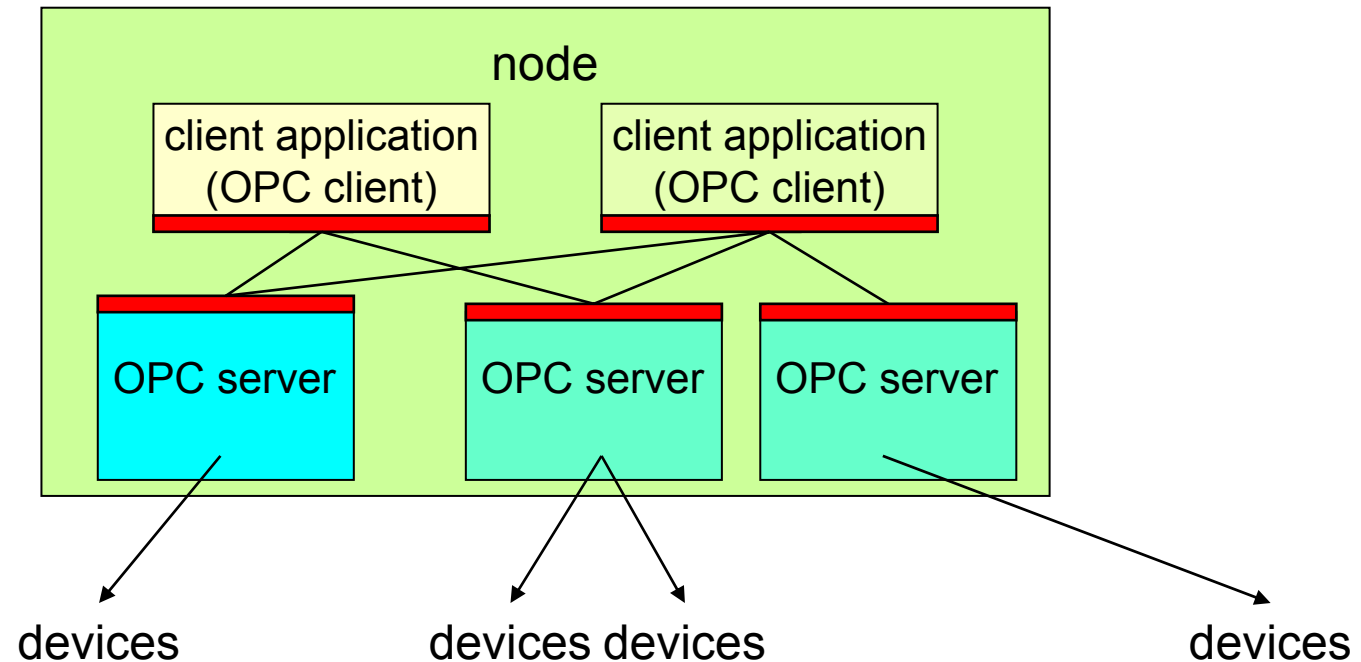 node
client application
(OPC client)
client application
(OPC client)
OPC server
OPC server
OPC server
devices
devices devices
devices